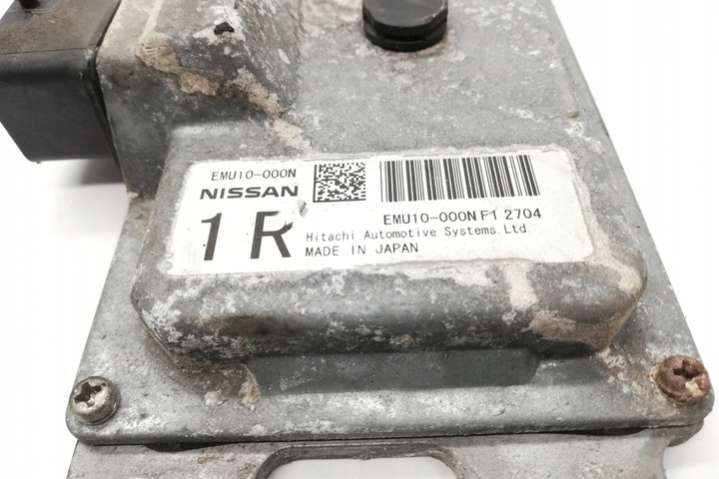 EMU10-000N
NISSAN
1 R
EMU10-000N F1 2704
Hitachi Automotive Systems.Ltd.
MADE IN JAPAN